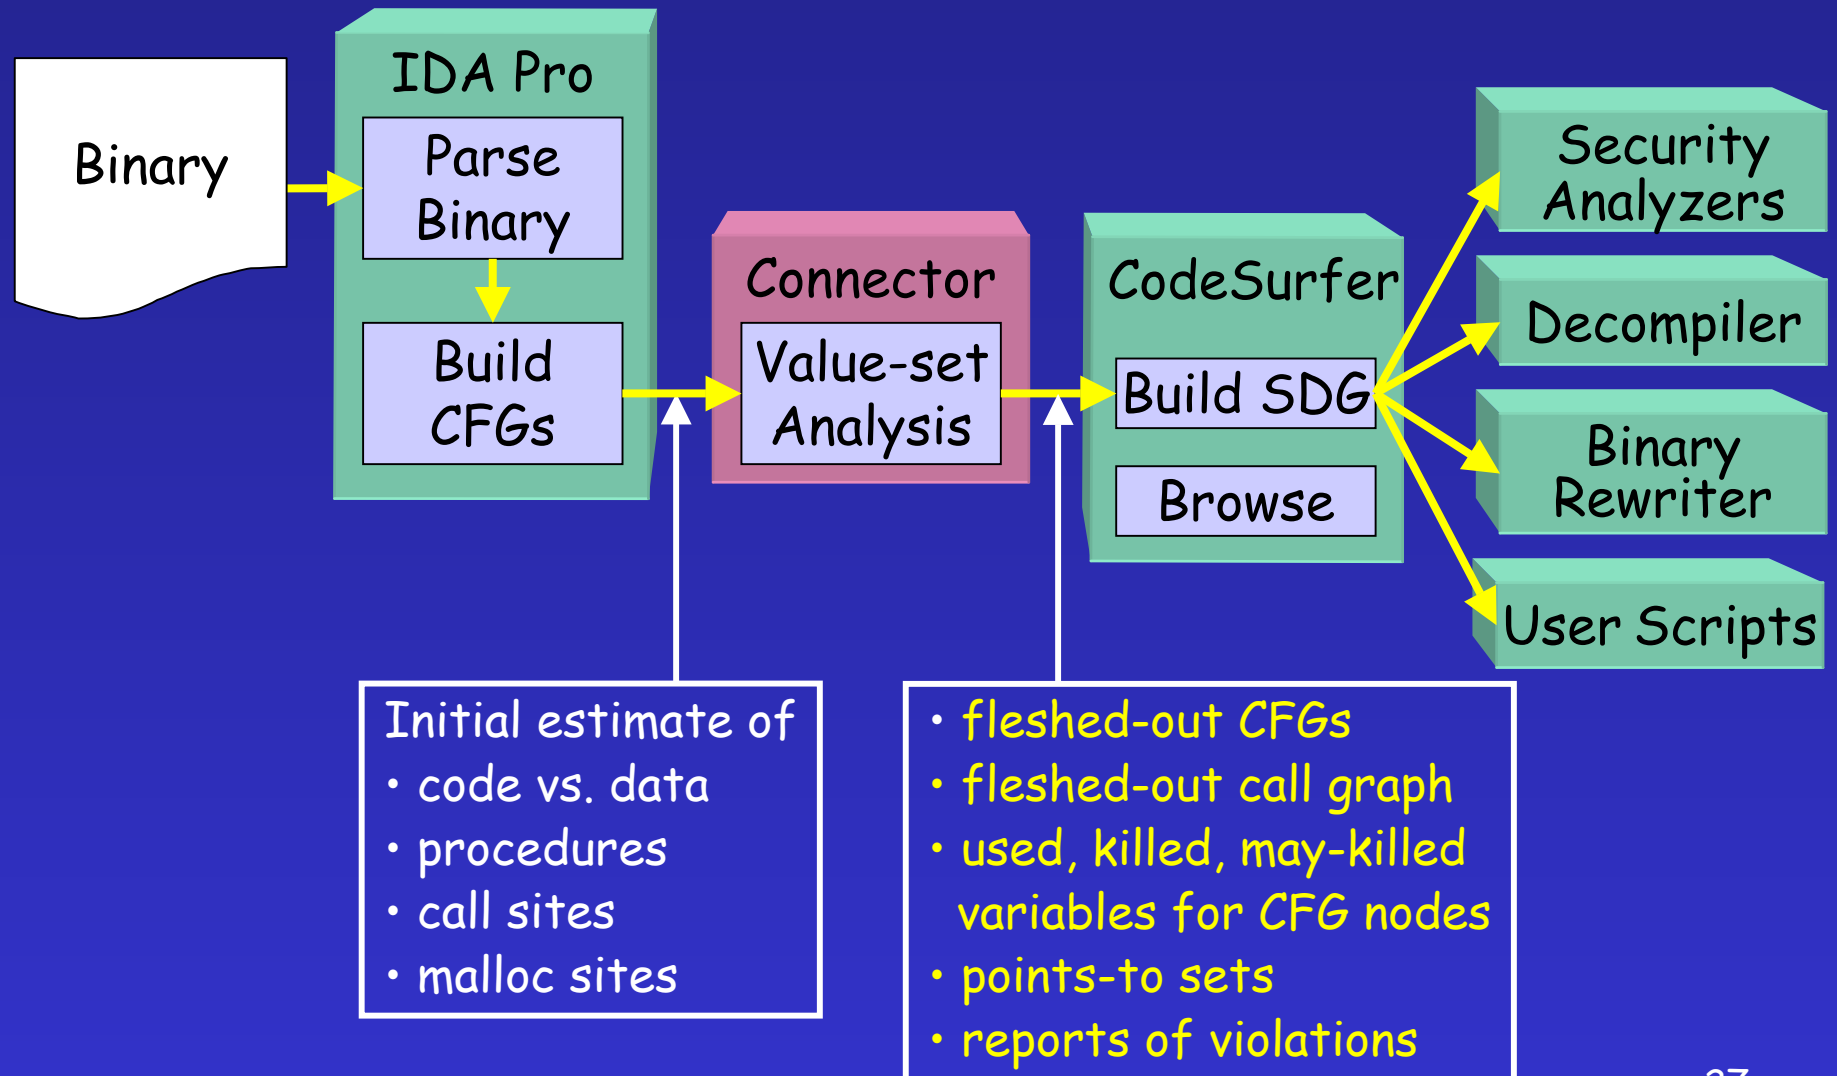 Binary
IDA Pro
Parse
Binary
Build
CFGs
Connector
Value-set
Analysis
CodeSurfer
Build SDG
Browse
Security
Analyzers
Decompiler
Binary
Rewriter
User Scripts
Initial estimate of
• code vs. data
• procedures
• call sites
• malloc sites
• fleshed-out CFGs
• fleshed-out call graph
• used, killed, may-killed
variables for CFG nodes
• points-to sets
• reports of violations